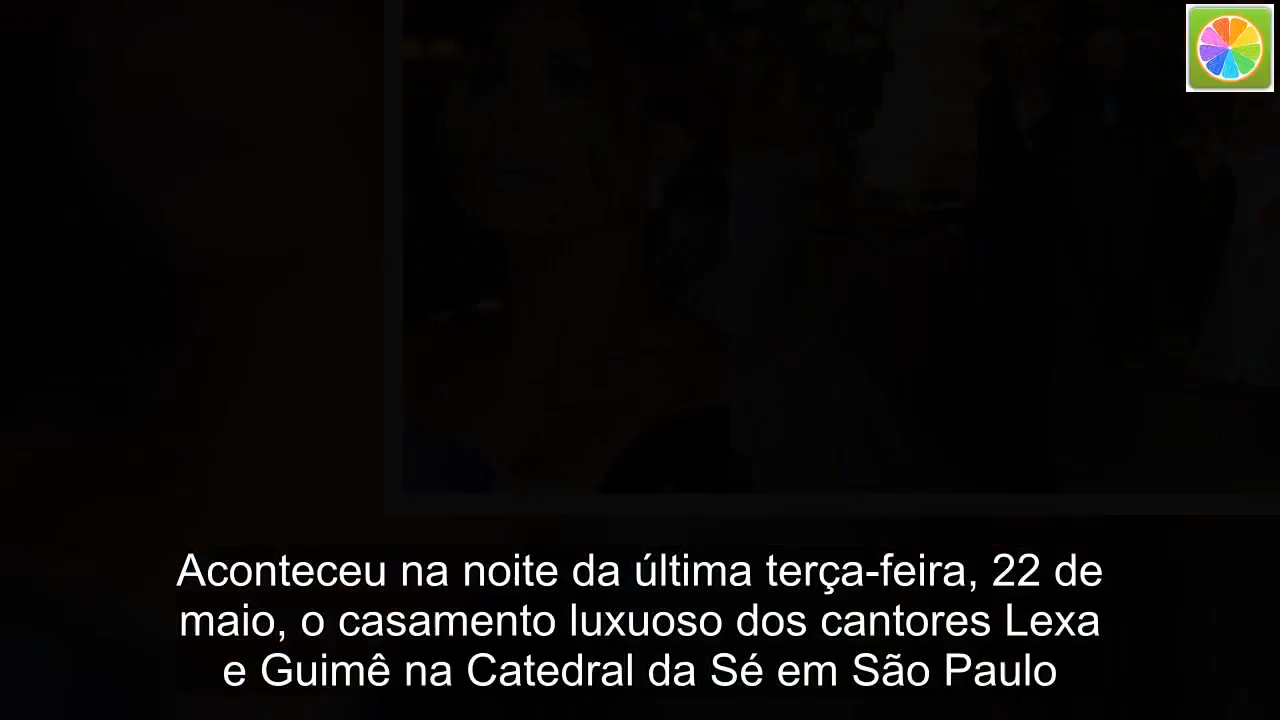 Aconteceu na noite da última terça-feira, 22 de
maio, o casamento luxuoso dos cantores Lexa
e Guimê na Catedral da Sé em São Paulo